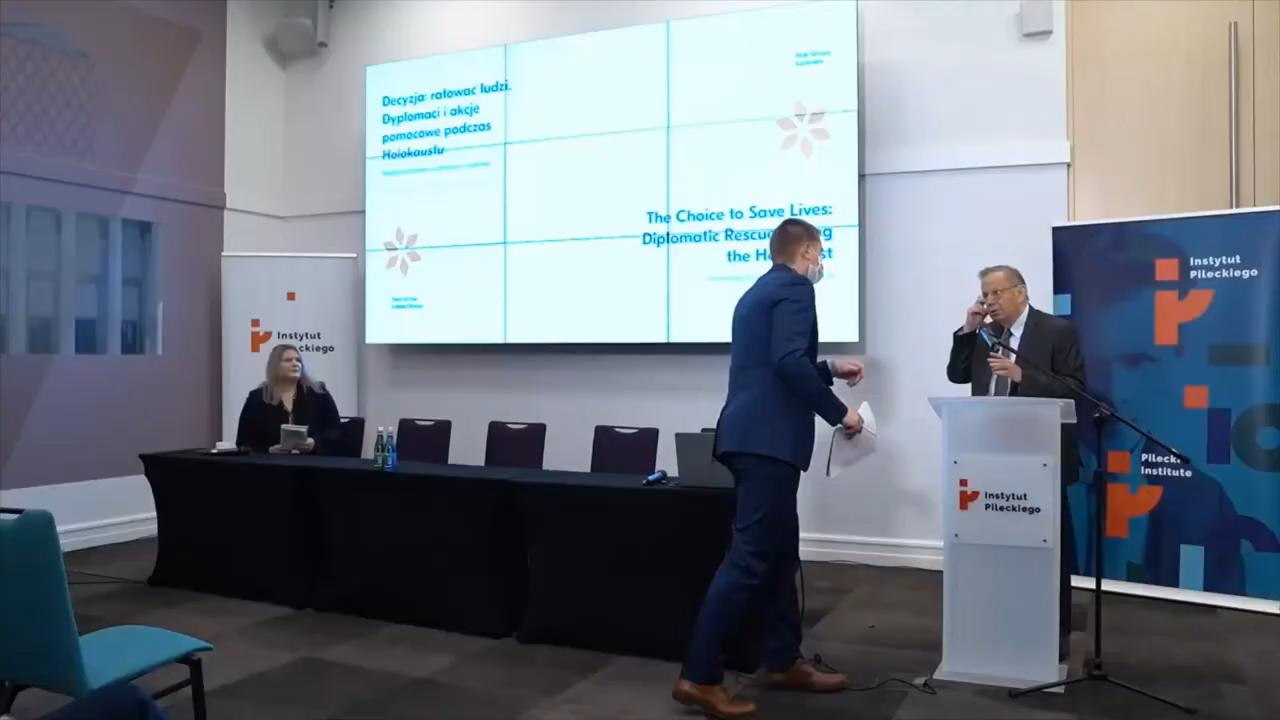 Decyzja: ratować ludzi.
Dyplomaci i akcje
pomocowe podczas
Holokaustu
The Choice to Save Lives:
Diplomatic Rescue
the
Instytut
Pileckiego
Instytut
Pileckiego
Pilecki
Institute
Instytut
Pileckiego